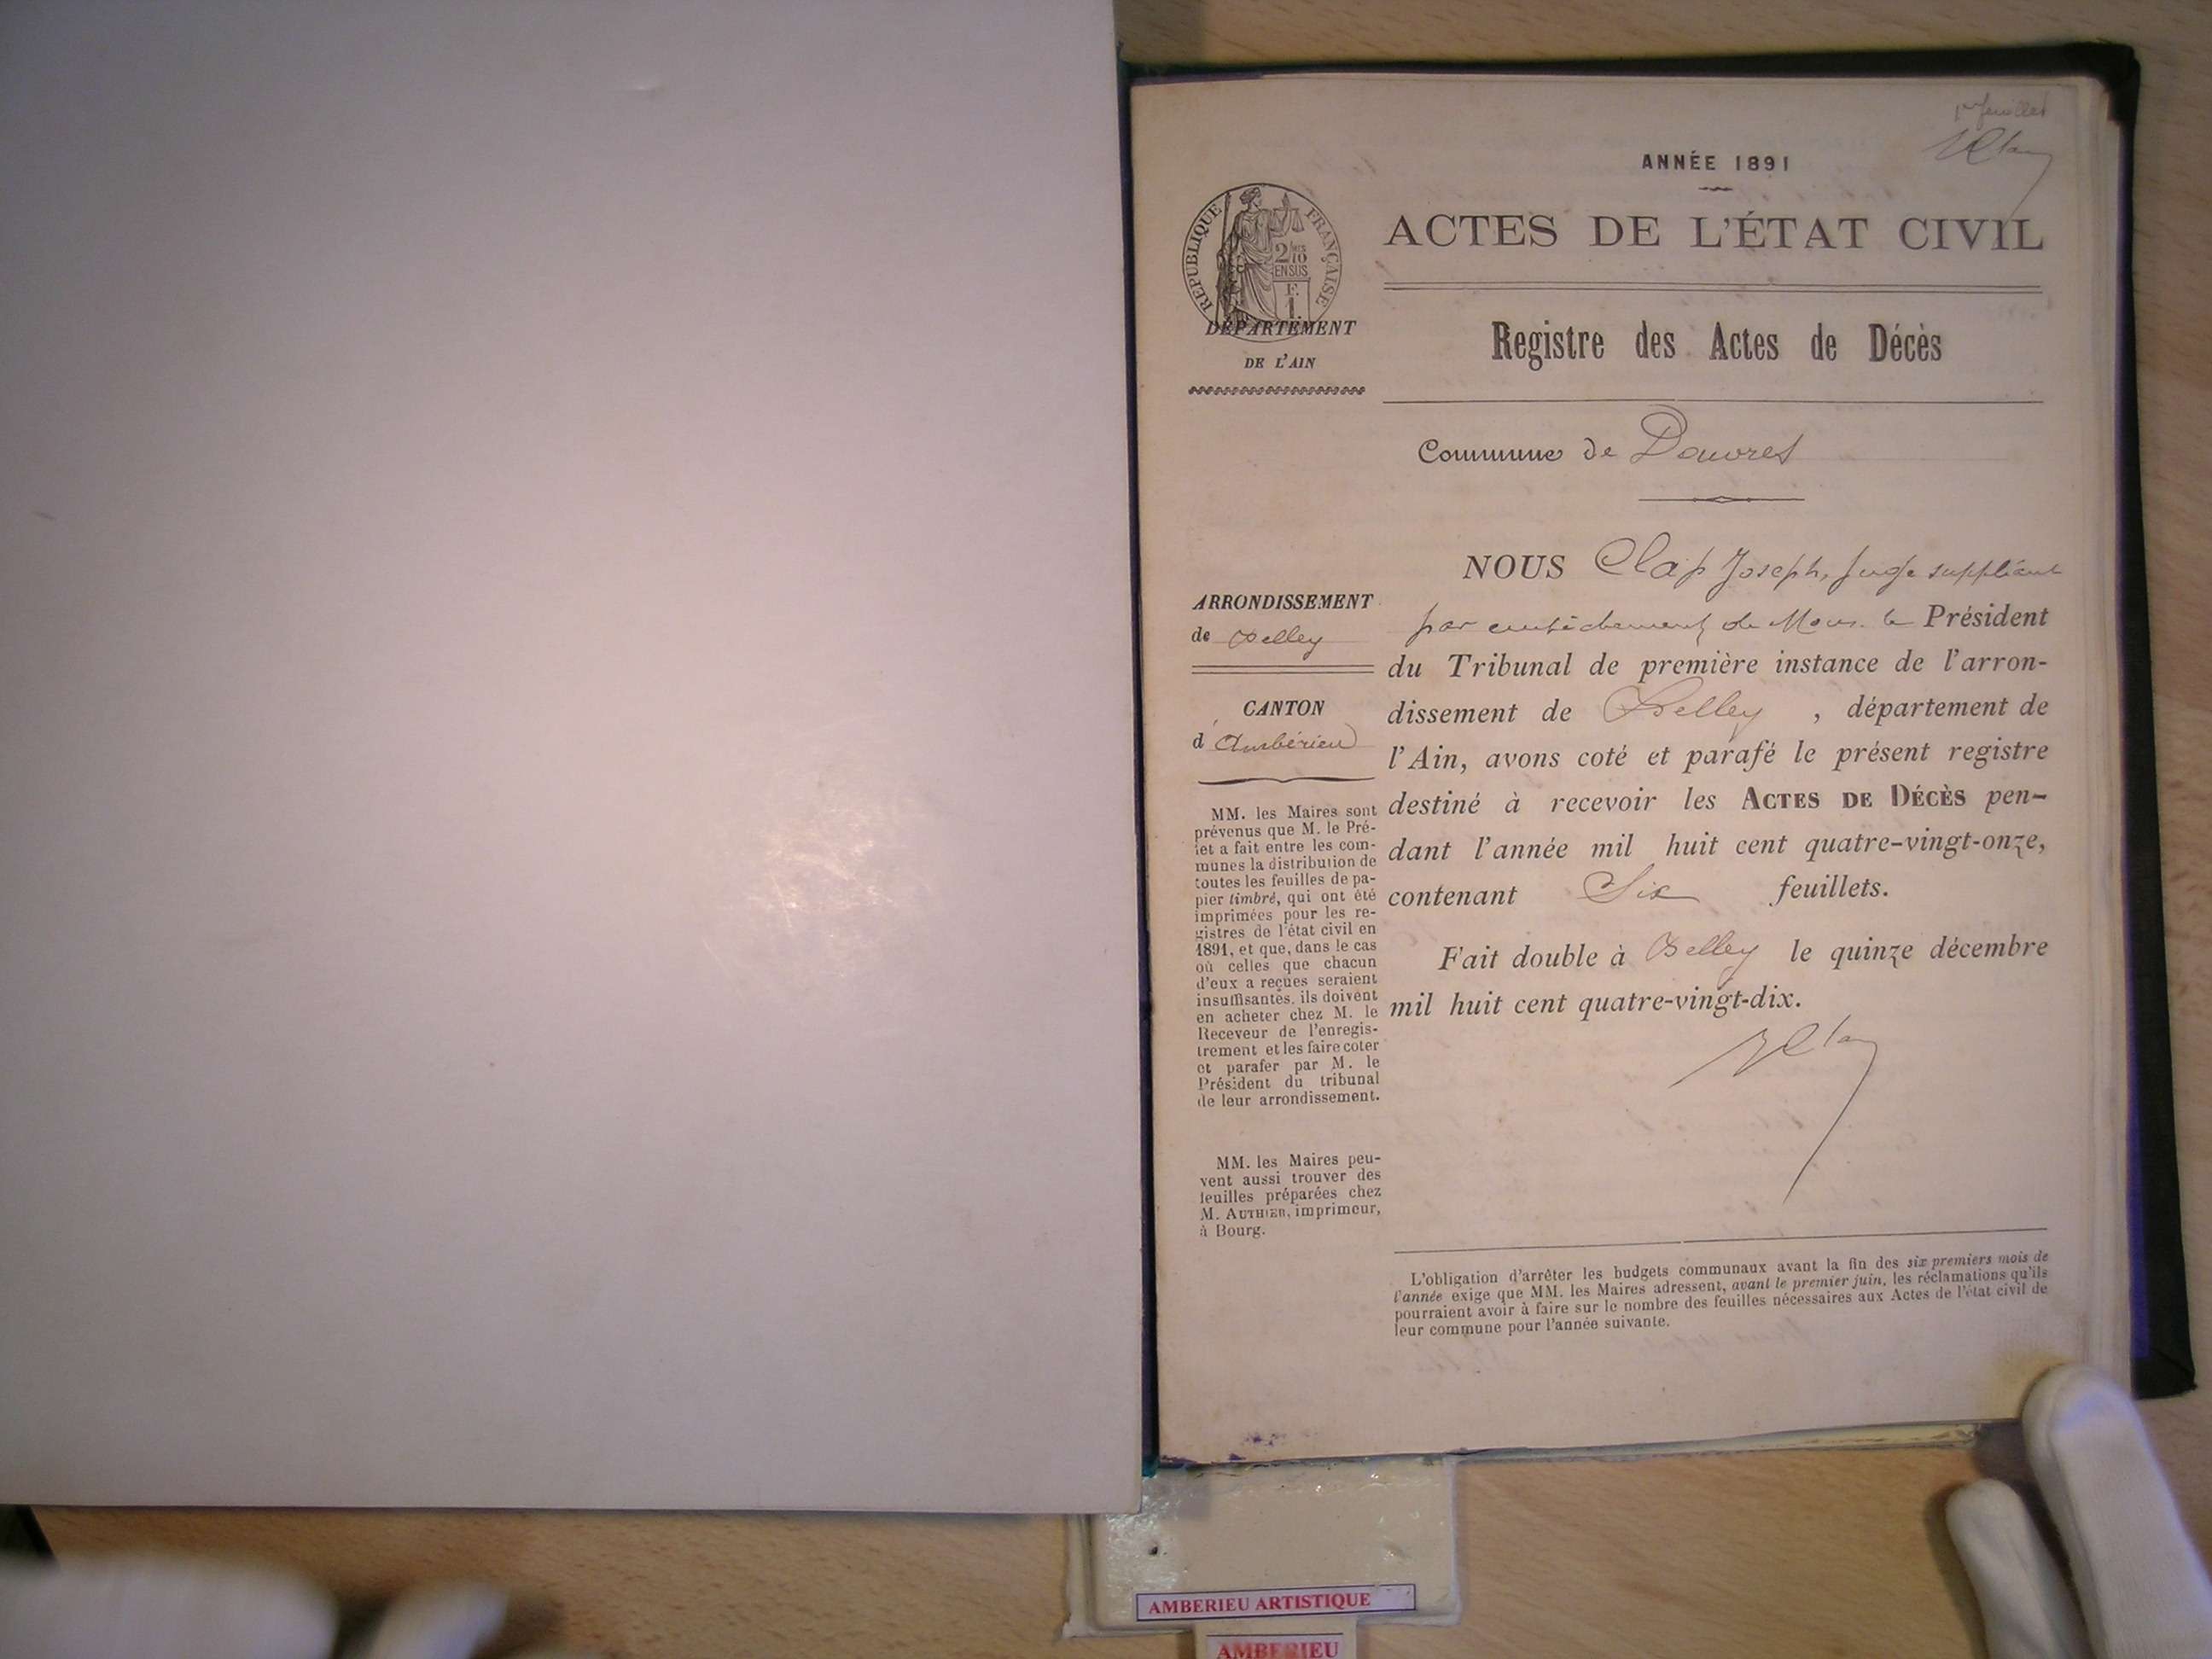 1er feuillet
ANNÉE 1891
RÉPUBLIQUE FRANÇAISE
2/10
EN SUS
F.
1.
ACTES DE L'ÉTAT CIVIL
DÉPARTEMENT
DE L'AIN
Registre des Actes de Décès
Commune de Douvres
ARRONDISSEMENT
de Belley
CANTON
d'Ambérieu
MM. les Maires sont
prévenus que M. le Pré-
fet a fait entre les com-
munes la distribution de
toutes les feuilles de pa-
pier timbré, qui ont été
imprimées pour les re-
gistres de l'état civil en
1891, et que, dans le cas
où celles que chacun
d'eux a reçues seraient
insuffisantes, ils doivent
en acheter chez M. le
Receveur de l'enregis-
trement et les faire coter
et parafer par M. le
Président du tribunal
de leur arrondissement.
MM. les Maires peu-
vent aussi trouver des
feuilles préparées chez
M. AUTHIER, imprimeur,
à Bourg.
NOUS Clap Joseph, juge suppléant
par empêchement de Mons. le Président
du Tribunal de première instance de l'arron-
dissement de Belley, département de
l'Ain, avons coté et parafé le présent registre
destiné à recevoir les ACTES DE DÉCÈS pen-
dant l'année mil huit cent quatre-vingt-onze,
contenant Six feuillets.
Fait double à Belley le quinze décembre
mil huit cent quatre-vingt-dix.
L'obligation d'arrêter les budgets communaux avant la fin des six premiers mois de
l'année exige que MM. les Maires adressent, avant le premier juin, les réclamations qu'ils
pourraient avoir à faire sur le nombre des feuilles nécessaires aux Actes de l'état civil de
leur commune pour l'année suivante.
AMBERIEU ARTISTIQUE
AMBERIEU